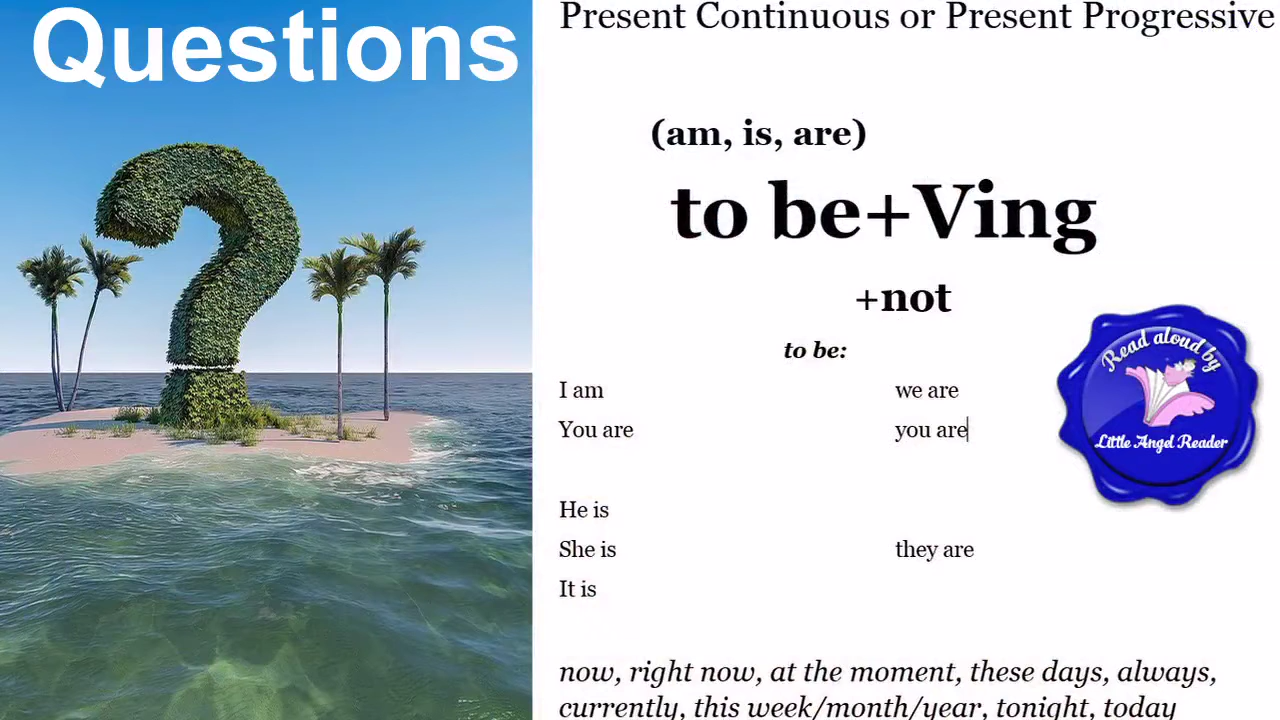 Questions
Present Continuous or Present Progressive
(am, is, are)
to be+Ving
+not
to be:
I am
we are
You are
you are
He is
She is
they are
It is
Read aloud by
Little Angel Reader
now, right now, at the moment, these days, always,
currently, this week/month/year, tonight, today